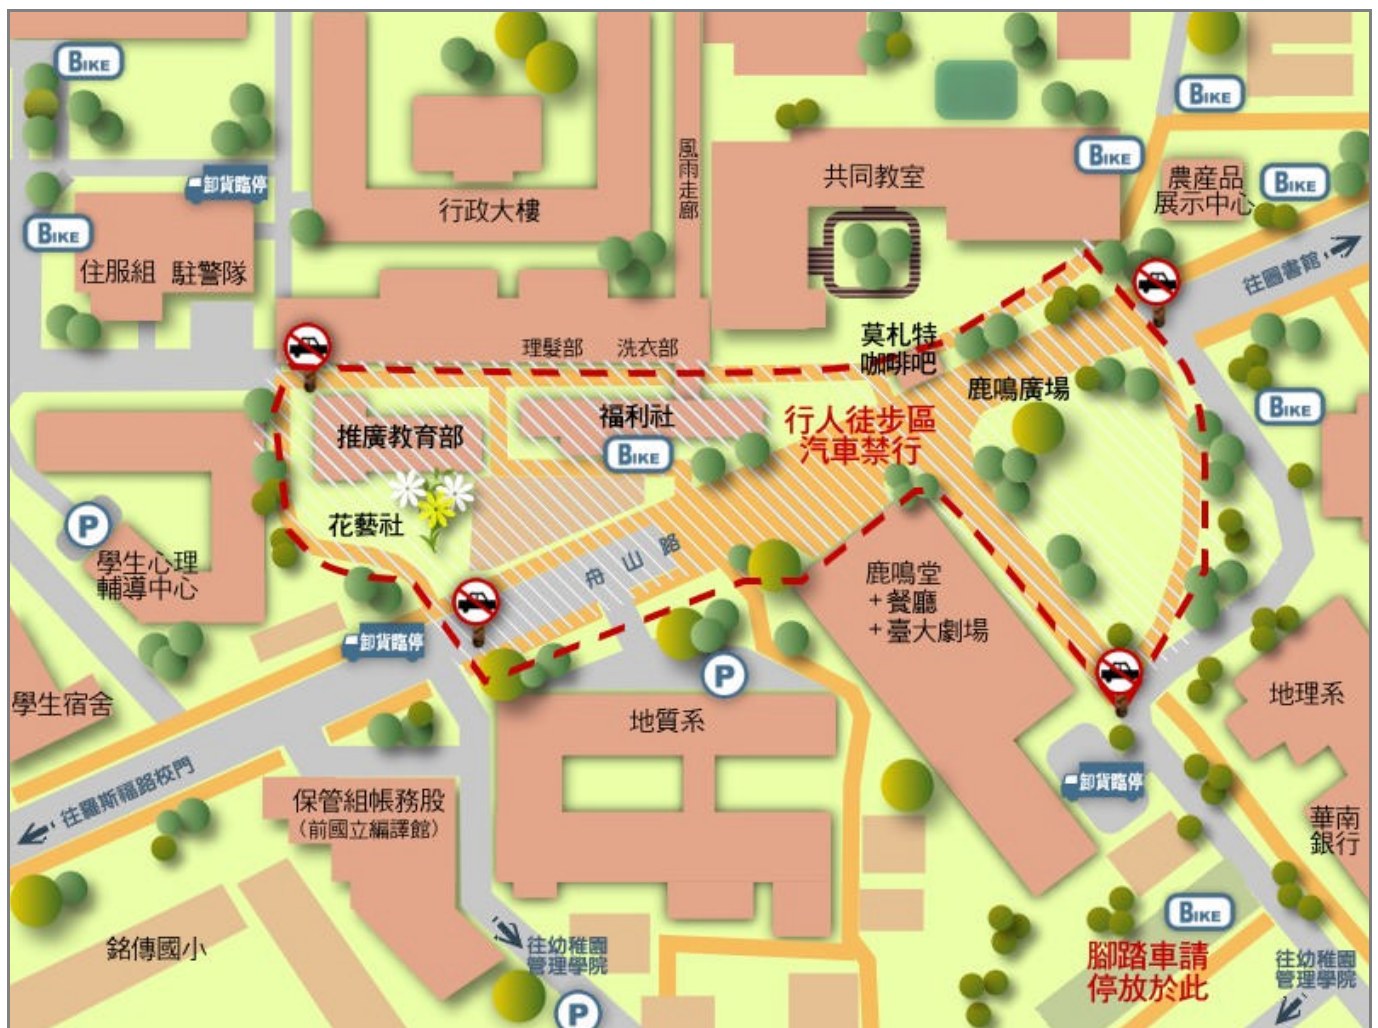 BIKE
BIKE
BIKE
卸貨臨停
風雨走廊
共同教室
農産品
展示中心
BIKE
行政大樓
BIKE
住服組
駐警隊
往圖書館
理髮部
洗衣部
莫札特
咖啡吧
鹿鳴廣場
BIKE
福利社
推廣教育部
行人徒步區
汽車禁行
BIKE
P
花藝社
舟山路
學生心理
輔導中心
鹿鳴堂
+餐廳
+臺大劇場
卸貨臨停
P
學生宿舍
地質系
地理系
卸貨臨停
往羅斯福路校門
保管組帳務股
(前國立編譯館)
華南
銀行
BIKE
銘傳國小
往幼稚園
管理學院
腳踏車請
停放於此
往幼稚園
管理學院
P